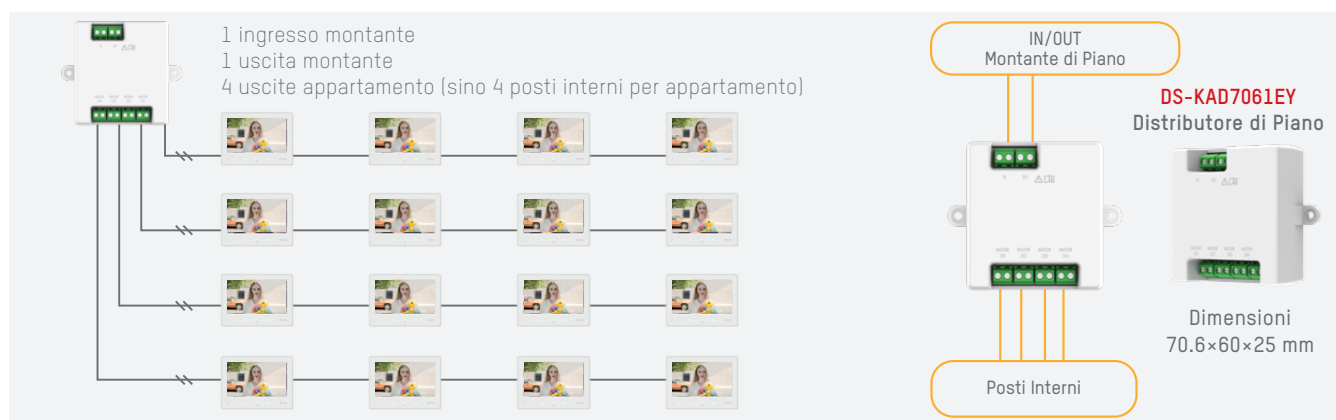 1 ingresso montante
1 uscita montante
4 uscite appartamento (sino 4 posti interni per appartamento)
IN/OUT
Montante di Piano
DS-KAD7061EY
Distributore di Piano
Dimensioni
70.6×60×25 mm
Posti Interni